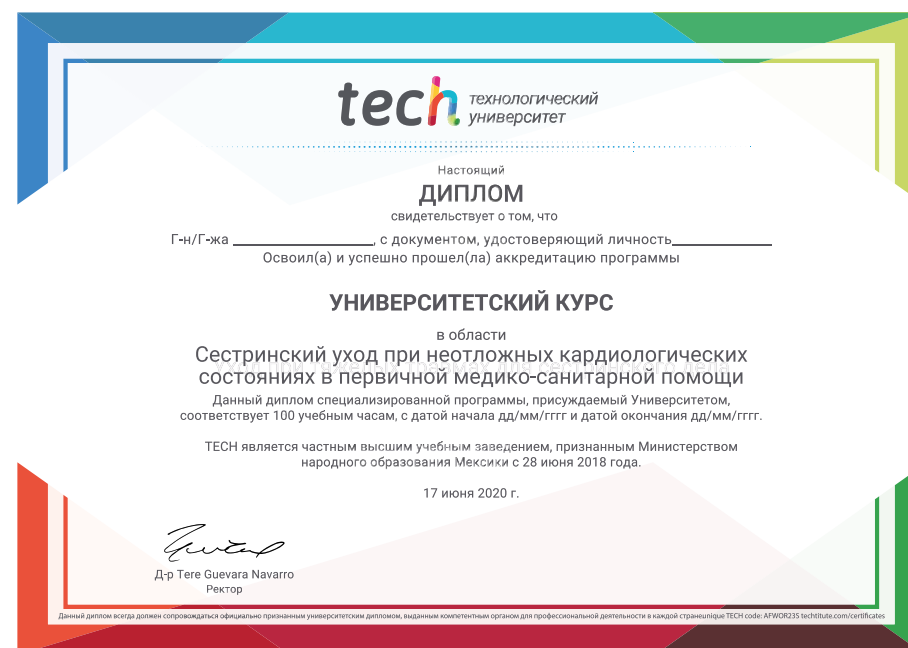 tech технологический
университет
Настоящий
ДИПЛОМ
свидетельствует о том, что
Г-н/Г-жа ____________________, с документом, удостоверяющий личность______________
Освоил(а) и успешно прошел(ла) аккредитацию программы
УНИВЕРСИТЕТСКИЙ КУРС
в области
Сестринский уход при неотложных кардиологических
состояниях в первичной медико-санитарной помощи
Данный диплом специализированной программы, присуждаемый Университетом,
соответствует 100 учебным часам, с датой начала дд/мм/гггг и датой окончания дд/мм/гггг.
TECH является частным высшим учебным заведением, признанным Министерством
народного образования Мексики с 28 июня 2018 года.
17 июня 2020 г.
Д-р Tere Guevara Navarro
Ректор
Данный диплом всегда должен сопровождаться официально признанным университетским дипломом, выданным компетентным органом для профессиональной деятельности в каждой странеunique TECH code: AFWOR23S techtitute.com/certificates